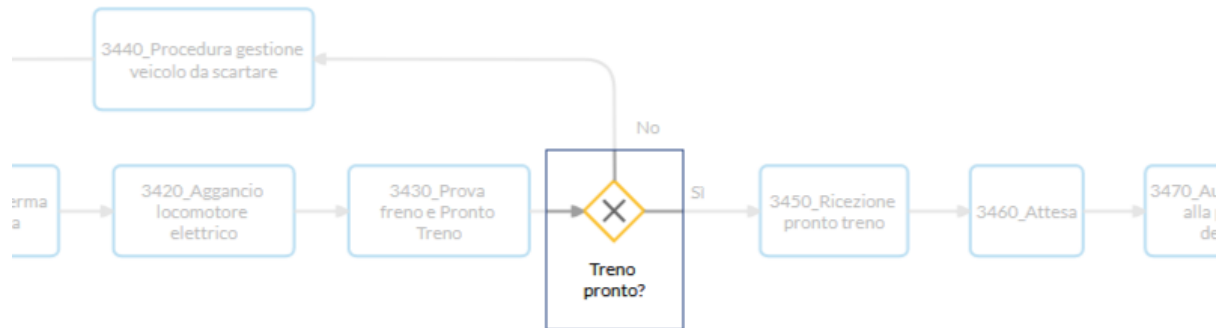 3440_Procedura gestione
veicolo da scartare
No
3420_Aggancio
locomotore
elettrico
3430_Prova
freno e Pronto
Treno
Treno
pronto?
Sì
3450_Ricezione
pronto treno
3460_Attesa